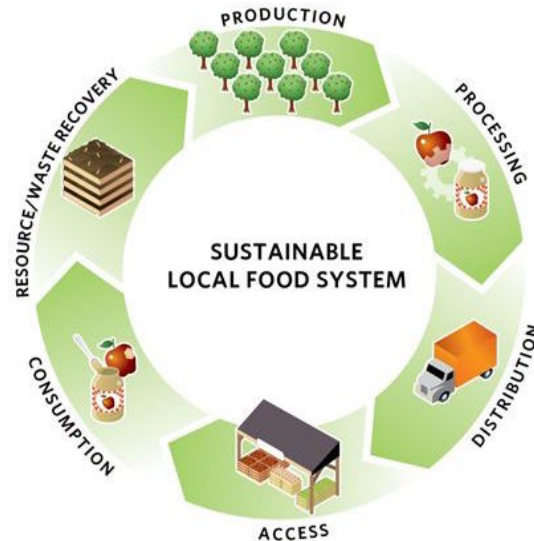 PRODUCTION
PROCESSING
DISTRIBUTION
ACCESS
CONSUMPTION
RESOURCE/WASTE RECOVERY
SUSTAINABLE
LOCAL FOOD SYSTEM